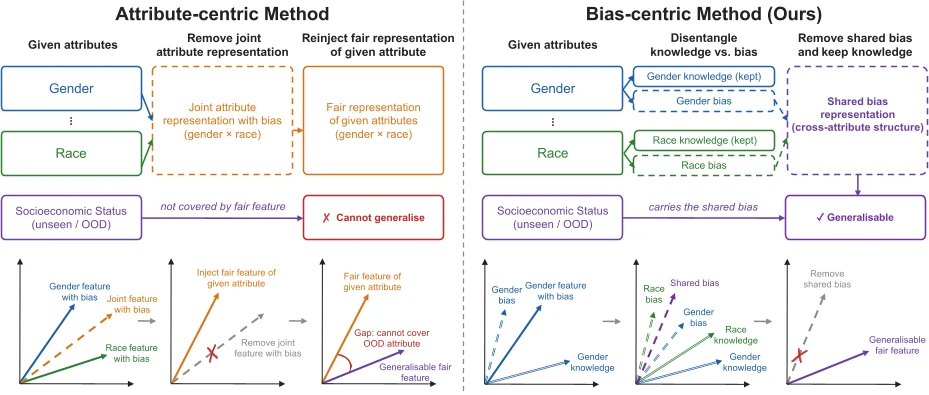 Attribute-centric Method
Given attributes
Remove joint
attribute representation
Reinject fair representation
of given attribute
Gender
⋮
Race
Joint attribute
representation with bias
(gender × race)
Fair representation
of given attributes
(gender × race)
Socioeconomic Status
(unseen / OOD)
not covered by fair feature
✗ Cannot generalise
Gender feature
with bias
Joint feature
with bias
Race feature
with bias
Inject fair feature of
given attribute
Remove joint
feature with bias
Fair feature of
given attribute
Gap: cannot cover
OOD attribute
Generalisable fair
feature
Bias-centric Method (Ours)
Given attributes
Disentangle
knowledge vs. bias
Remove shared bias
and keep knowledge
Gender
⋮
Race
Gender knowledge (kept)
Gender bias
Race knowledge (kept)
Race bias
Shared bias
representation
(cross-attribute structure)
Socioeconomic Status
(unseen / OOD)
carries the shared bias
✓ Generalisable
Gender
bias
Gender feature
with bias
Gender
knowledge
Race
bias
Shared bias
Gender
bias
Race
knowledge
Gender
knowledge
Remove
shared bias
Generalisable
fair feature